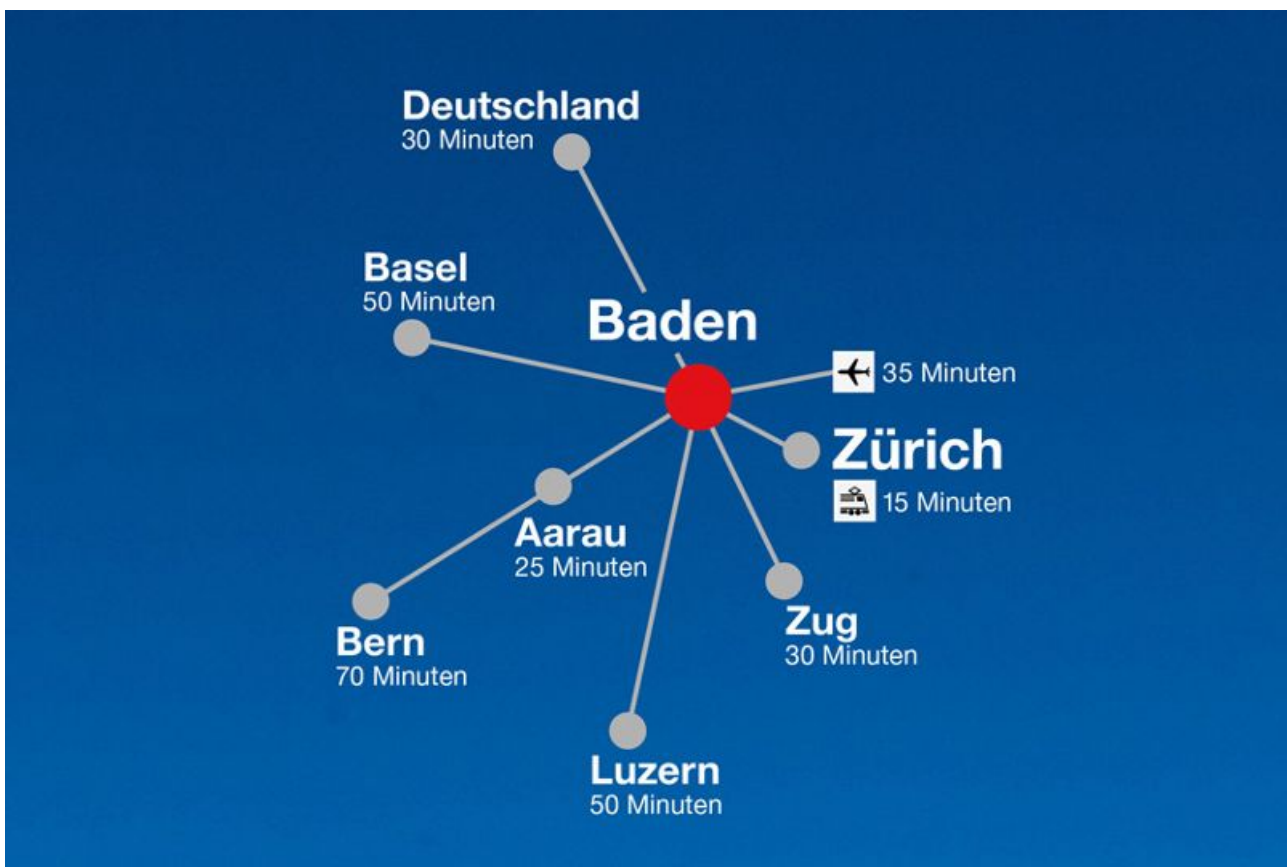 Deutschland
30 Minuten
Basel
50 Minuten
Baden
35 Minuten
Zürich
15 Minuten
Aarau
25 Minuten
Zug
30 Minuten
Bern
70 Minuten
Luzern
50 Minuten